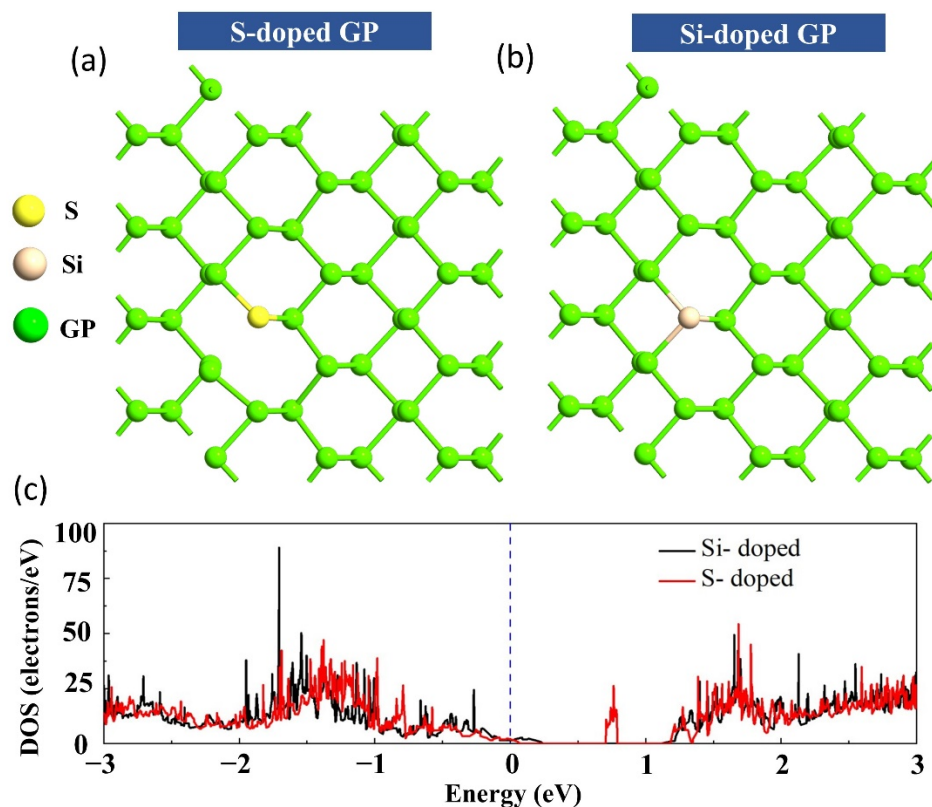 S-doped GP
Si-doped GP
(a)
(b)
S
Si
GP
(c)
DOS (electrons/eV)
100
75
50
25
0
Si- doped
S- doped
−3
−2
−1
0
1
2
3
Energy (eV)